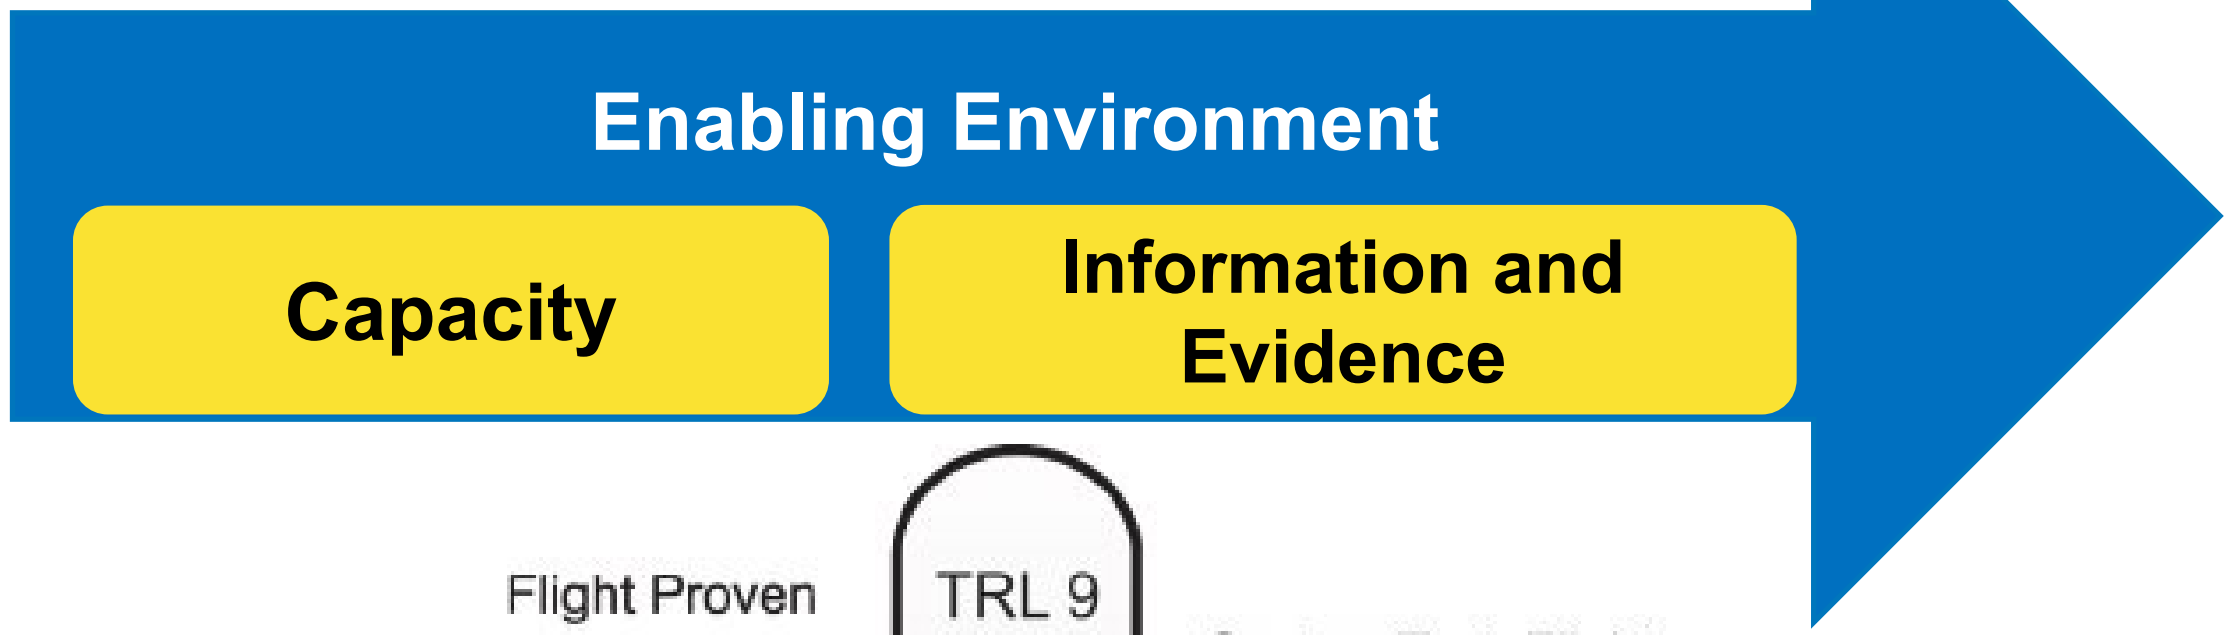 Enabling Environment
Capacity
Information and
Evidence
Flight Proven
TRL 9